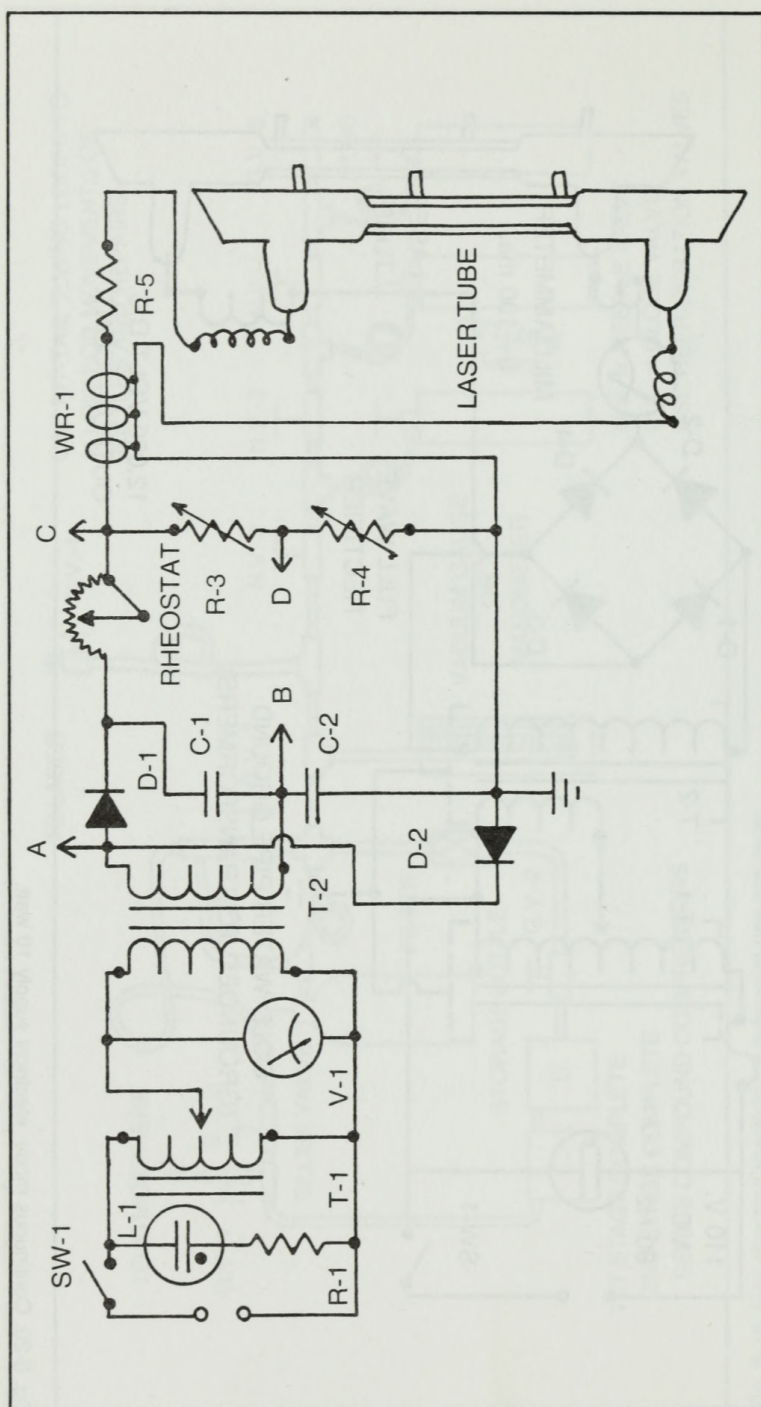 SW-1
L-1
R-1
T-1
V-1
T-2
A
D-1
C-1
B
C-2
D-2
RHEOSTAT
C
R-3
D
R-4
WR-1
R-5
LASER TUBE